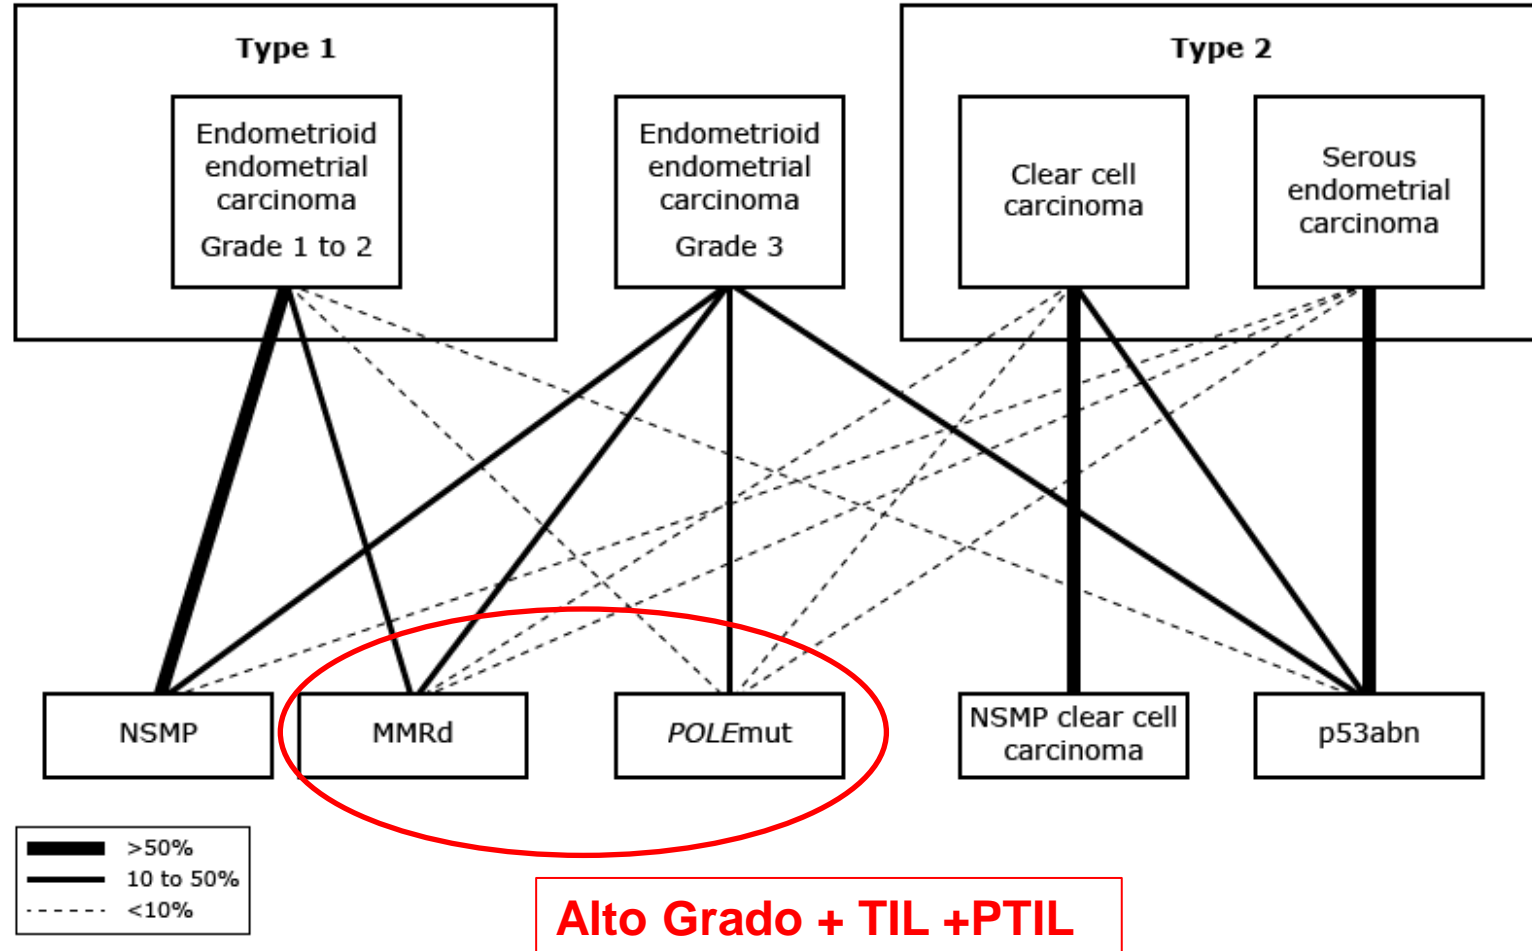 Type 1
Type 2
Endometrioid
endometrial
carcinoma
Grade 1 to 2
Endometrioid
endometrial
carcinoma
Grade 3
Clear cell
carcinoma
Serous
endometrial
carcinoma
NSMP
MMRd
POLEmut
NSMP clear cell
carcinoma
p53abn
>50%
10 to 50%
<10%
Alto Grado + TIL +PTIL